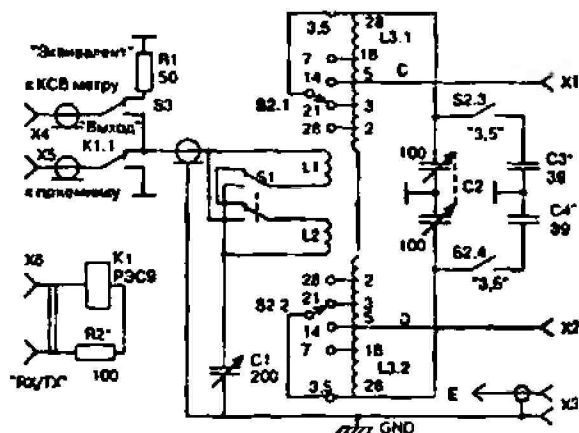 "Эквивалент"
R1
50
к КСВ метру
S3
X4
"Выход"
X5
K1.1
к приемнику
X6
K1
РЭС9
R2*
100
"RX/TX"
S1
L1
L2
C1
200
3,5
7
14
21
28
S2.1
28
18
5
3
2
L3.1
C
X1
S2.3
"3,5"
100
C2
100
C3*
39
C4*
39
S2.4
"3,5"
28
21
14
7
3,5
S2.2
2
3
5
18
28
L3.2
D
X2
E
X3
GND